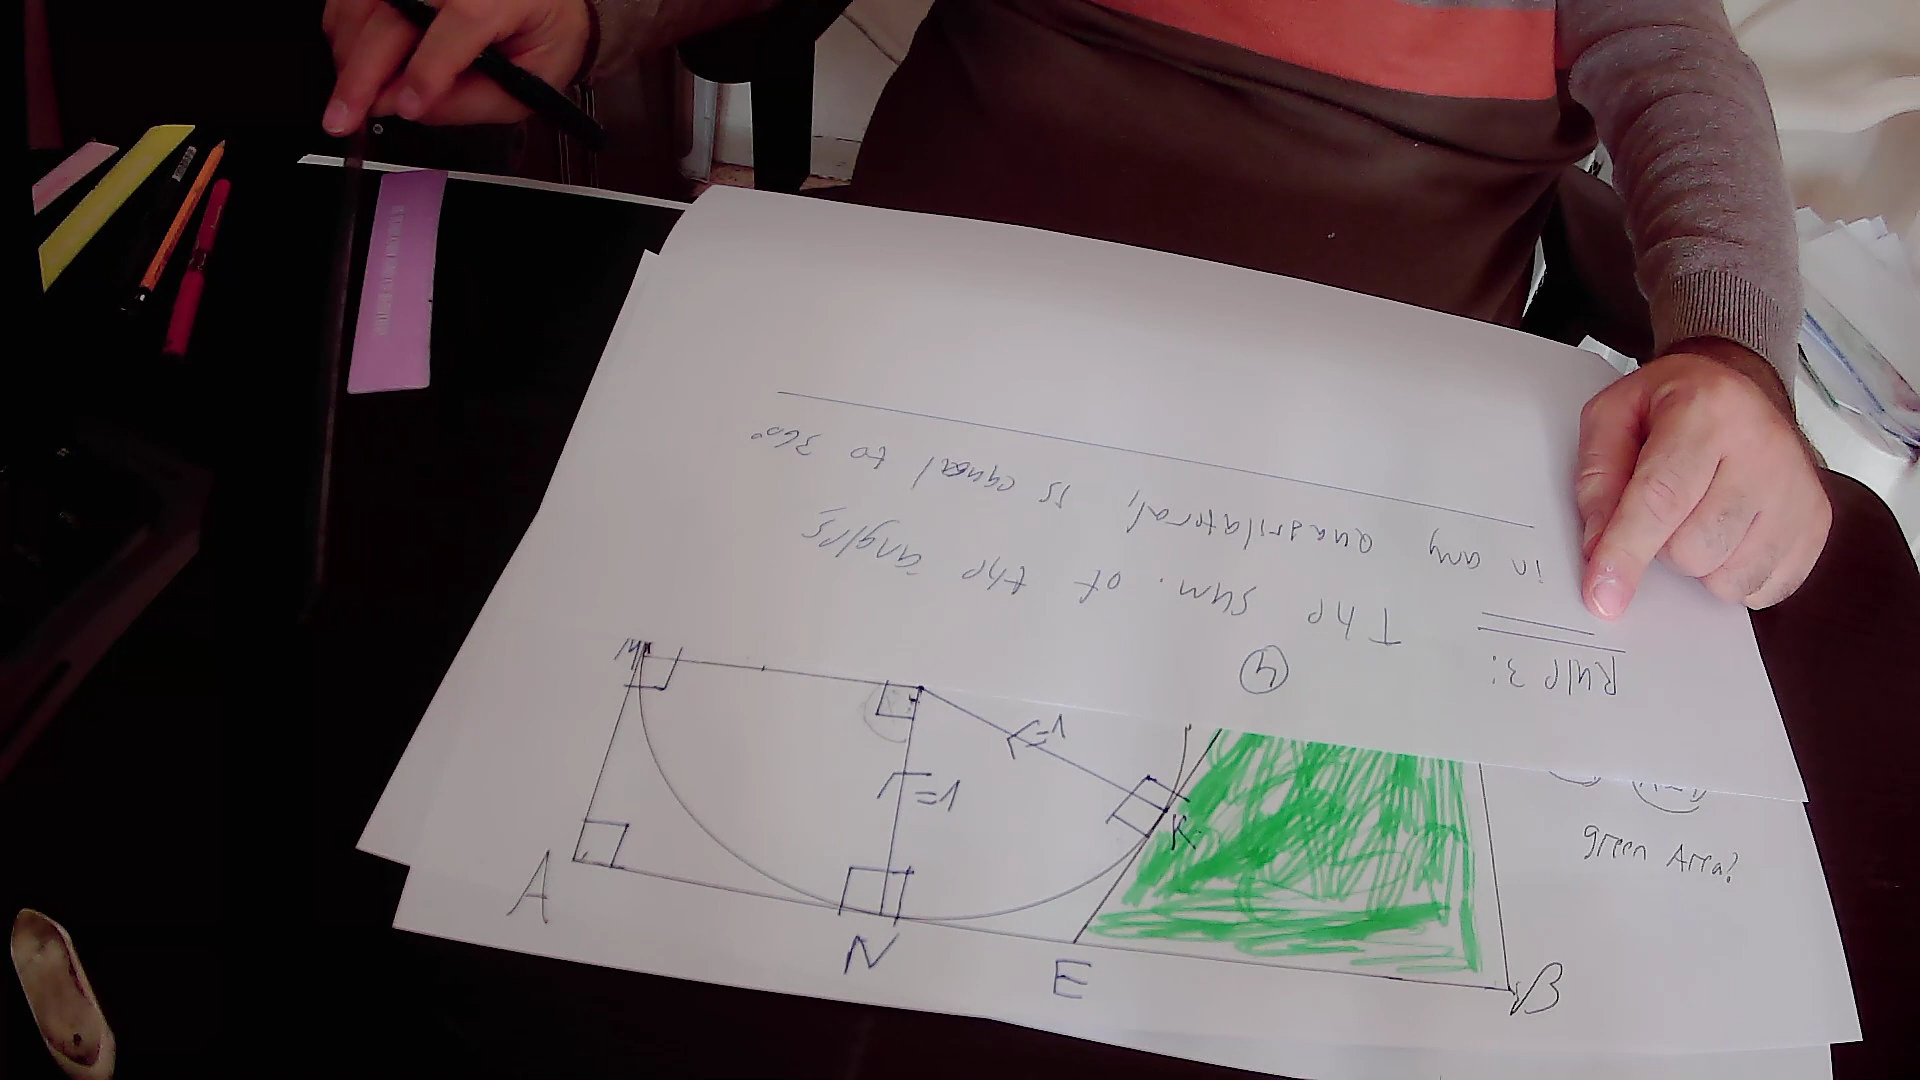 Rule 3:
The sum of the angles
in any quadrilateral, is equal to 360°
4
M
r=1
r=1
K
A
N
E
B
green Area?